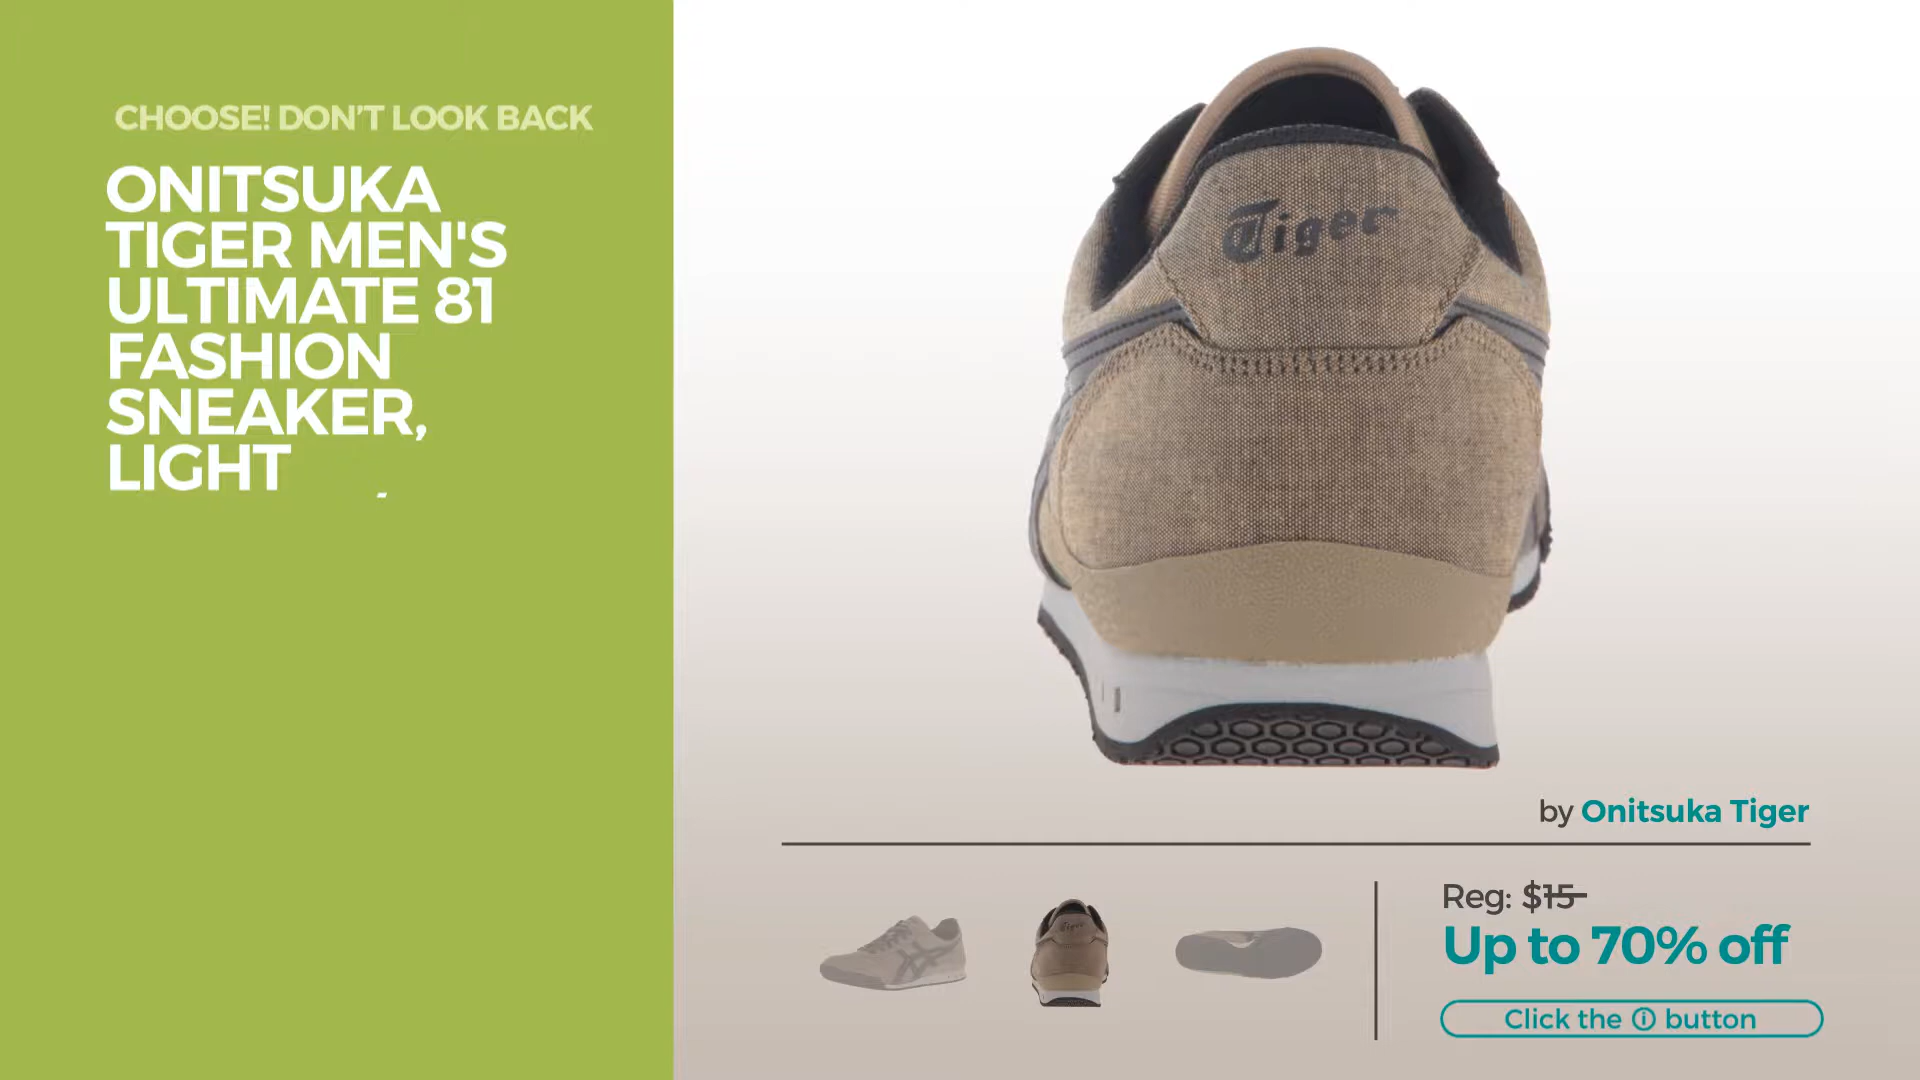 CHOOSE! DON'T LOOK BACK
ONITSUKA
TIGER MEN'S
ULTIMATE 81
FASHION
SNEAKER,
LIGHT
Tiger
by Onitsuka Tiger
Reg: $15
Up to 70% off
Click the ⓘ button